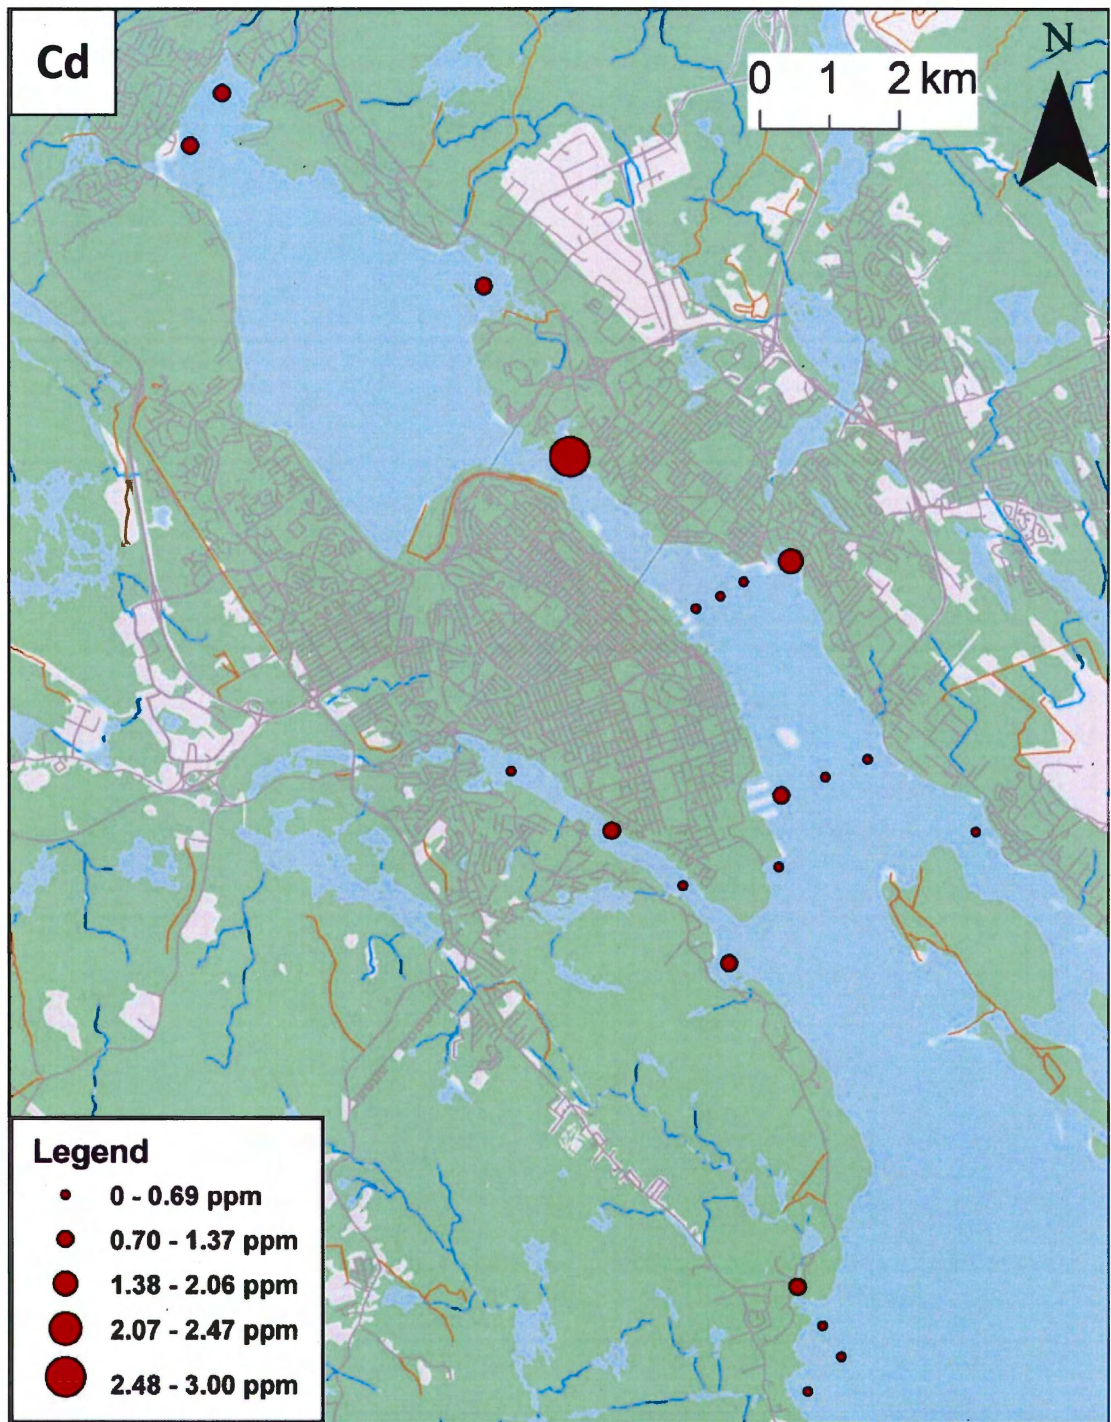 Cd
N
0 1 2 km
Legend
0 - 0.69 ppm
0.70 - 1.37 ppm
1.38 - 2.06 ppm
2.07 - 2.47 ppm
2.48 - 3.00 ppm